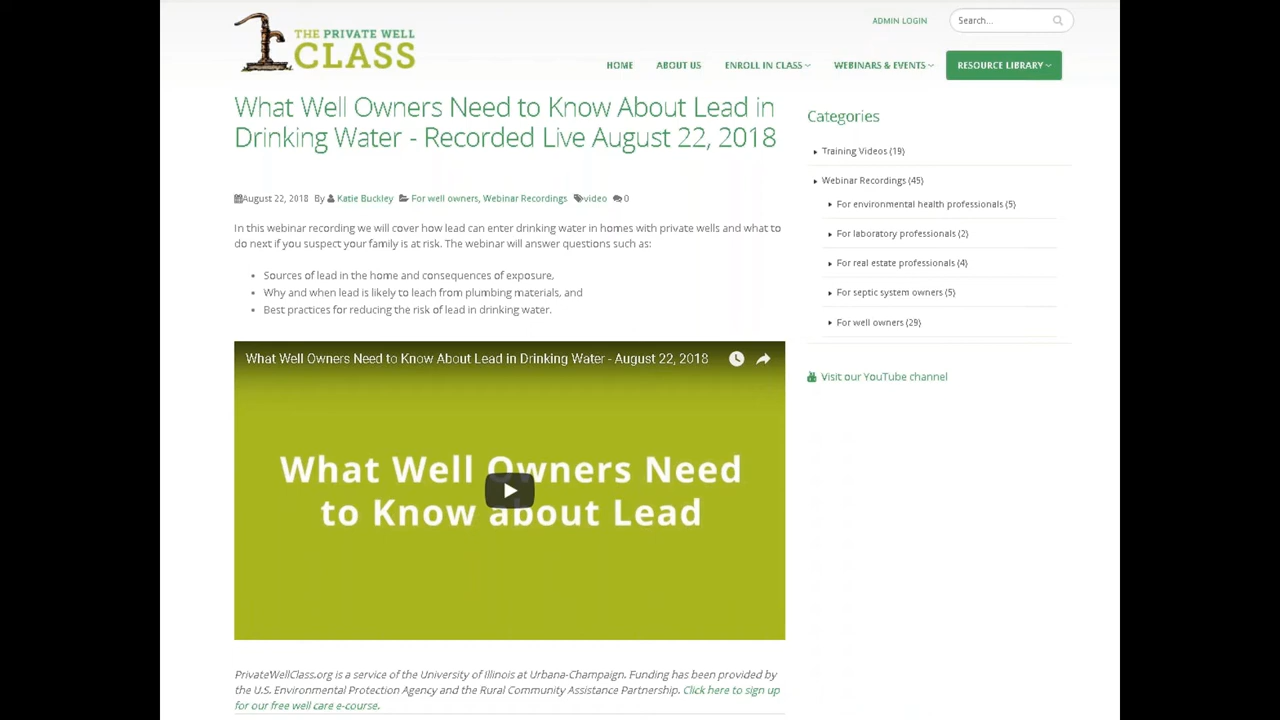 THE PRIVATE WELL
CLASS
ADMIN LOGIN
Search...
HOME
ABOUT US
ENROLL IN CLASS
WEBINARS & EVENTS
RESOURCE LIBRARY
What Well Owners Need to Know About Lead in
Drinking Water - Recorded Live August 22, 2018
August 22, 2018 By Katie Buckley For well owners, Webinar Recordings video 0
In this webinar recording we will cover how lead can enter drinking water in homes with private wells and what to
do next if you suspect your family is at risk. The webinar will answer questions such as:
• Sources of lead in the home and consequences of exposure,
• Why and when lead is likely to leach from plumbing materials, and
• Best practices for reducing the risk of lead in drinking water.
What Well Owners Need to Know About Lead in Drinking Water - August 22, 2018
What Well Owners Need
to Know about Lead
PrivateWellClass.org is a service of the University of Illinois at Urbana-Champaign. Funding has been provided by
the U.S. Environmental Protection Agency and the Rural Community Assistance Partnership. Click here to sign up
for our free well care e-course.
Categories
Training Videos (19)
Webinar Recordings (45)
For environmental health professionals (5)
For laboratory professionals (2)
For real estate professionals (4)
For septic system owners (5)
For well owners (29)
Visit our YouTube channel